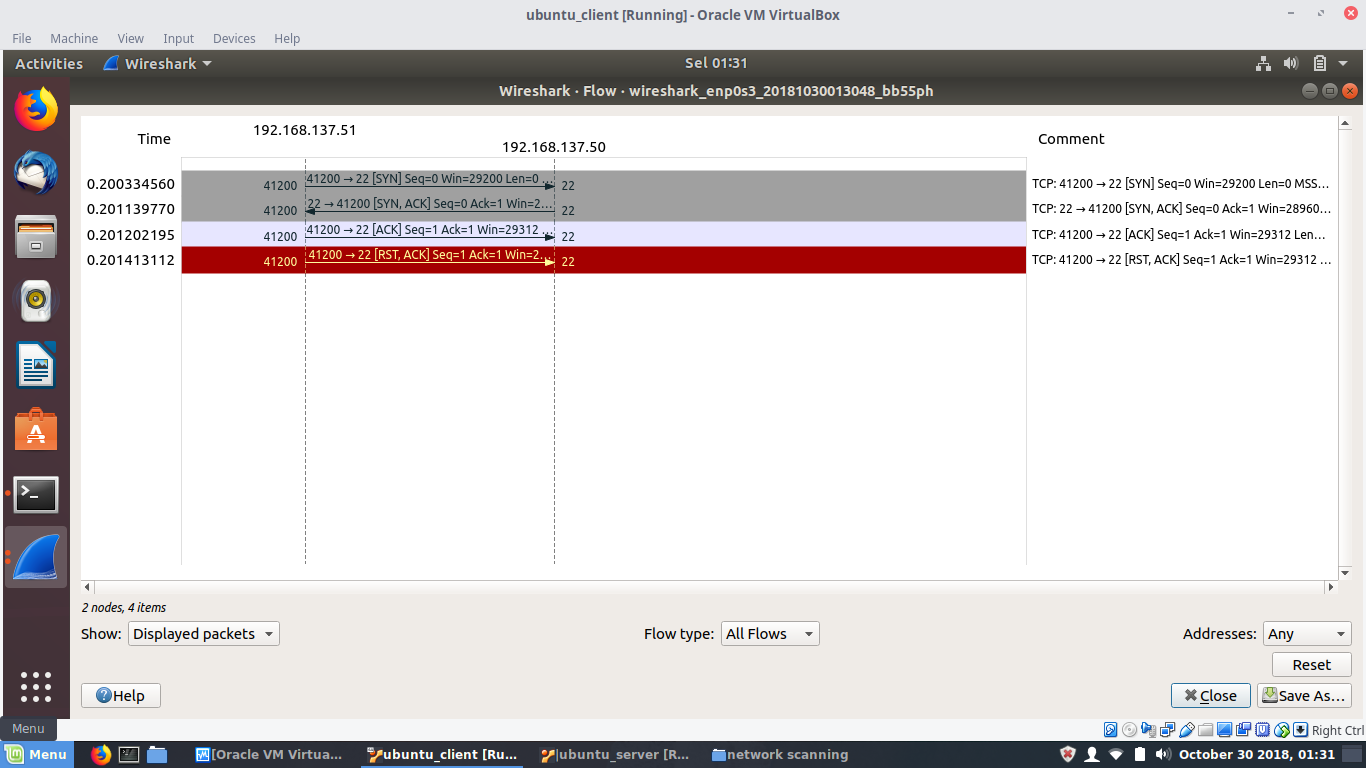 ubuntu_client [Running] - Oracle VM VirtualBox
File Machine View Input Devices Help
Activities Wireshark Sel 01:31
Wireshark · Flow · wireshark_enp0s3_20181030013048_bb55ph
192.168.137.51
Time Comment
192.168.137.50
0.200334560 41200 41200 → 22 [SYN] Seq=0 Win=29200 Len=0 ... 22 TCP: 41200 → 22 [SYN] Seq=0 Win=29200 Len=0 MSS...
0.201139770 41200 22 → 41200 [SYN, ACK] Seq=0 Ack=1 Win=2... 22 TCP: 22 → 41200 [SYN, ACK] Seq=0 Ack=1 Win=28960...
0.201202195 41200 41200 → 22 [ACK] Seq=1 Ack=1 Win=29312 ... 22 TCP: 41200 → 22 [ACK] Seq=1 Ack=1 Win=29312 Len...
0.201413112 41200 41200 → 22 [RST, ACK] Seq=1 Ack=1 Win=2... 22 TCP: 41200 → 22 [RST, ACK] Seq=1 Ack=1 Win=29312 ...
2 nodes, 4 items
Show: Displayed packets Flow type: All Flows Addresses: Any
Reset
Help Close Save As...
Menu
Right Ctrl
Menu [Oracle VM Virtua... ubuntu_client [Ru... ubuntu_server [R... network scanning October 30 2018, 01:31